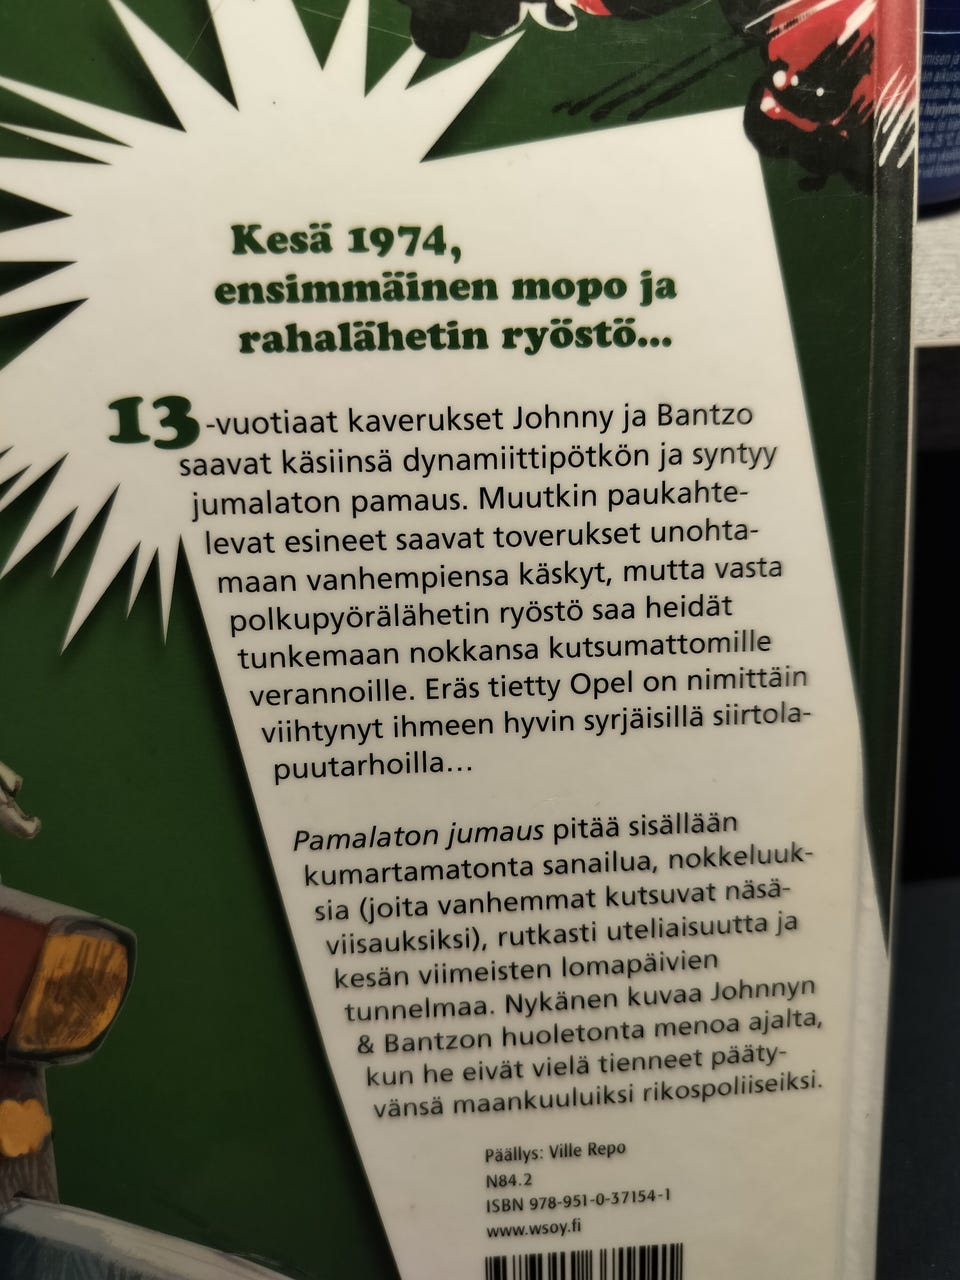 Kesä 1974,
ensimmäinen mopo ja
rahalähetin ryöstö...
13-vuotiaat kaverukset Johnny ja Bantzo
saavat käsiinsä dynamiittipötkön ja syntyy
jumalaton pamaus. Muutkin paukahte-
levat esineet saavat toverukset unohta-
maan vanhempiensa käskyt, mutta vasta
polkupyörälähetin ryöstö saa heidät
tunkemaan nokkansa kutsumattomille
verannoille. Eräs tietty Opel on nimittäin
viihtynyt ihmeen hyvin syrjäisillä siirtola-
puutarhoilla...
Pamalaton jumaus pitää sisällään
kumartamatonta sanailua, nokkeluuk-
sia (joita vanhemmat kutsuvat näsä-
viisauksiksi), rutkasti uteliaisuutta ja
kesän viimeisten lomapäivien
tunnelmaa. Nykänen kuvaa Johnnyn
& Bantzon huoletonta menoa ajalta,
kun he eivät vielä tienneet pääty-
vänsä maankuuluiksi rikospoliiseiksi.
Päällys: Ville Repo
N84.2
ISBN 978-951-0-37154-1
www.wsoy.fi